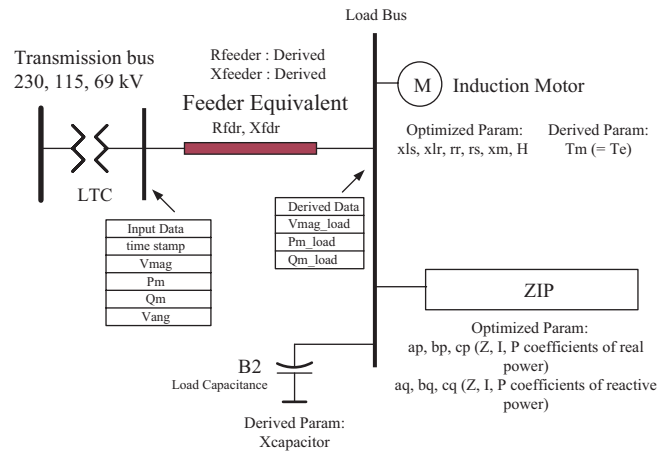 Load Bus
Transmission bus
230, 115, 69 kV
LTC
Rfeeder : Derived
Xfeeder : Derived
Feeder Equivalent
Rfdr, Xfdr
M
Induction Motor
Optimized Param:
xls, xlr, rr, rs, xm, H
Derived Param:
Tm (= Te)
Input Data
time stamp
Vmag
Pm
Qm
Vang
Derived Data
Vmag_load
Pm_load
Qm_load
ZIP
Optimized Param:
ap, bp, cp (Z, I, P coefficients of real
power)
aq, bq, cq (Z, I, P coefficients of reactive
power)
B2
Load Capacitance
Derived Param:
Xcapacitor